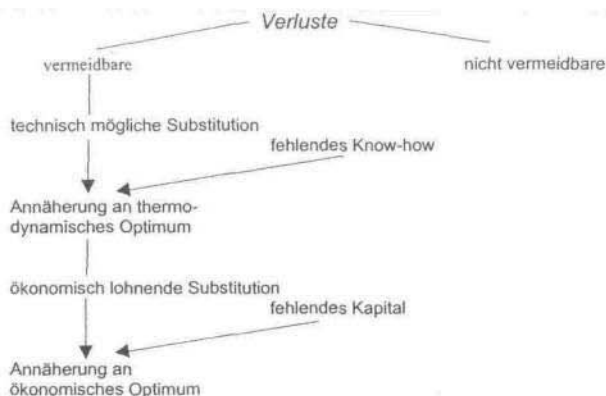 Verluste
vermeidbare
nicht vermeidbare
technisch mögliche Substitution
fehlendes Know-how
Annäherung an thermo-
dynamisches Optimum
ökonomisch lohnende Substitution
fehlendes Kapital
Annäherung an
ökonomisches Optimum